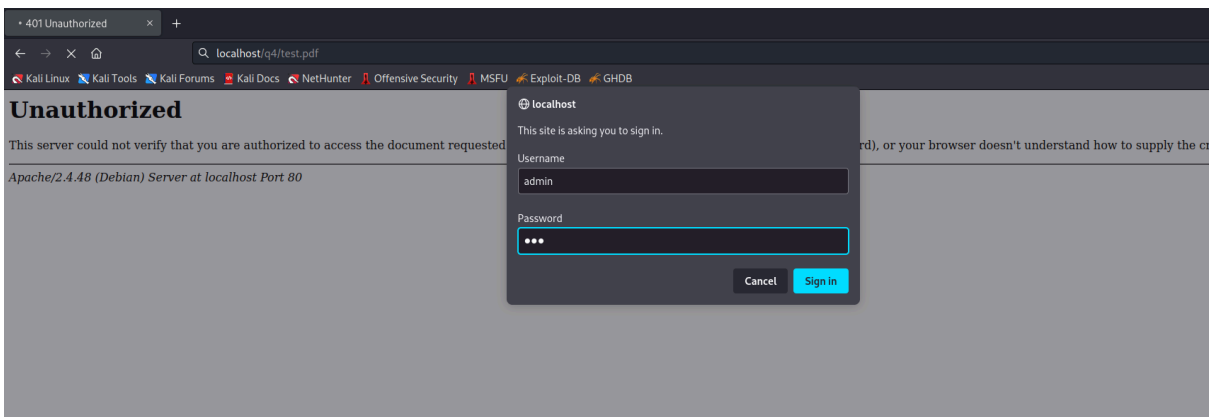 401 Unauthorized
localhost/q4/test.pdf
Kali Linux Kali Tools Kali Forums Kali Docs NetHunter Offensive Security MSFU Exploit-DB GHDB
Unauthorized
This server could not verify that you are authorized to access the document requested
rd), or your browser doesn't understand how to supply the
Apache/2.4.48 (Debian) Server at localhost Port 80
localhost
This site is asking you to sign in.
Username
admin
Password
•••
Cancel Sign in